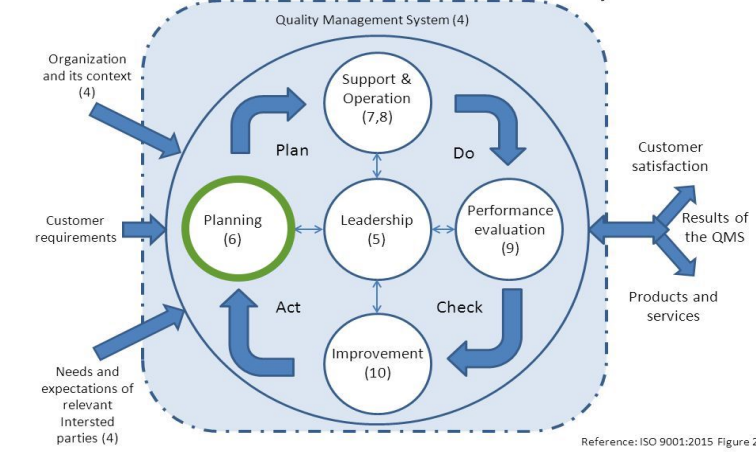 Quality Management System (4)
Organization
and its context
(4)
Support &
Operation
(7,8)
Plan
Do
Customer
satisfaction
Customer
requirements
Planning
(6)
Leadership
(5)
Performance
evaluation
(9)
Results of
the QMS
Act
Check
Products and
services
Improvement
(10)
Needs and
expectations of
relevant
Intersted
parties (4)
Reference: ISO 9001:2015 Figure 2